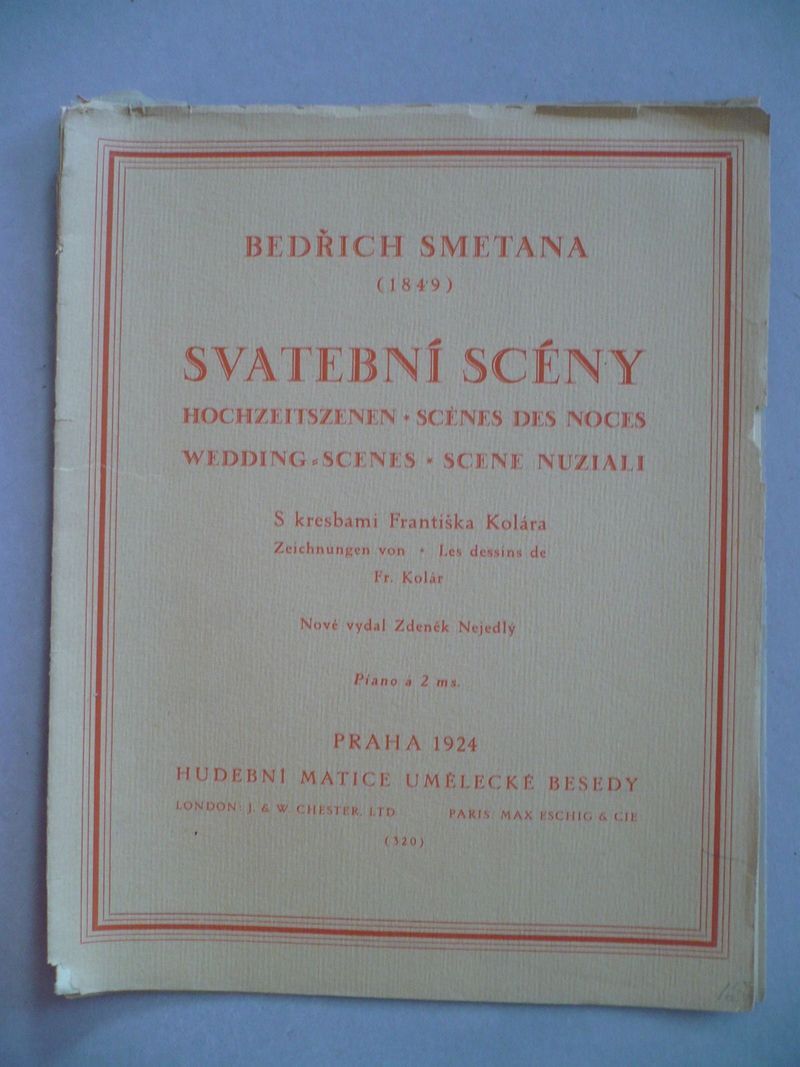 BEDŘICH SMETANA
(1849)
SVATEBNÍ SCÉNY
HOCHZEITSZENEN * SCÈNES DES NOCES
WEDDING-SCENES * SCENE NUZIALI
S kresbami Františka Kolára
Zeichnungen von * Les dessins de
Fr. Kolár
Nově vydal Zdeněk Nejedlý
Piano à 2 ms.
PRAHA 1924
HUDEBNÍ MATICE UMĚLECKÉ BESEDY
LONDON: J. & W. CHESTER, LTD PARIS: MAX ESCHIG & CIE
(320)